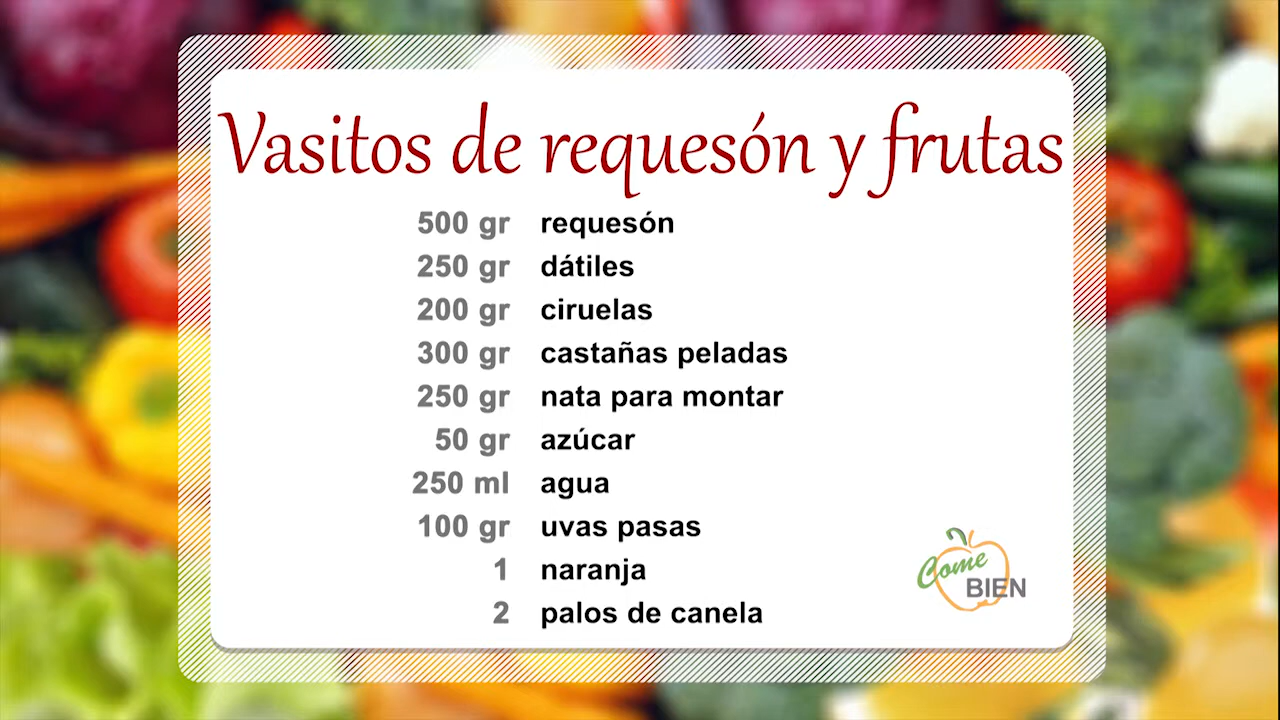 Vasitos de requesón y frutas
500 gr requesón
250 gr dátiles
200 gr ciruelas
300 gr castañas peladas
250 gr nata para montar
50 gr azúcar
250 ml agua
100 gr uvas pasas
1 naranja
2 palos de canela
Come
BIEN